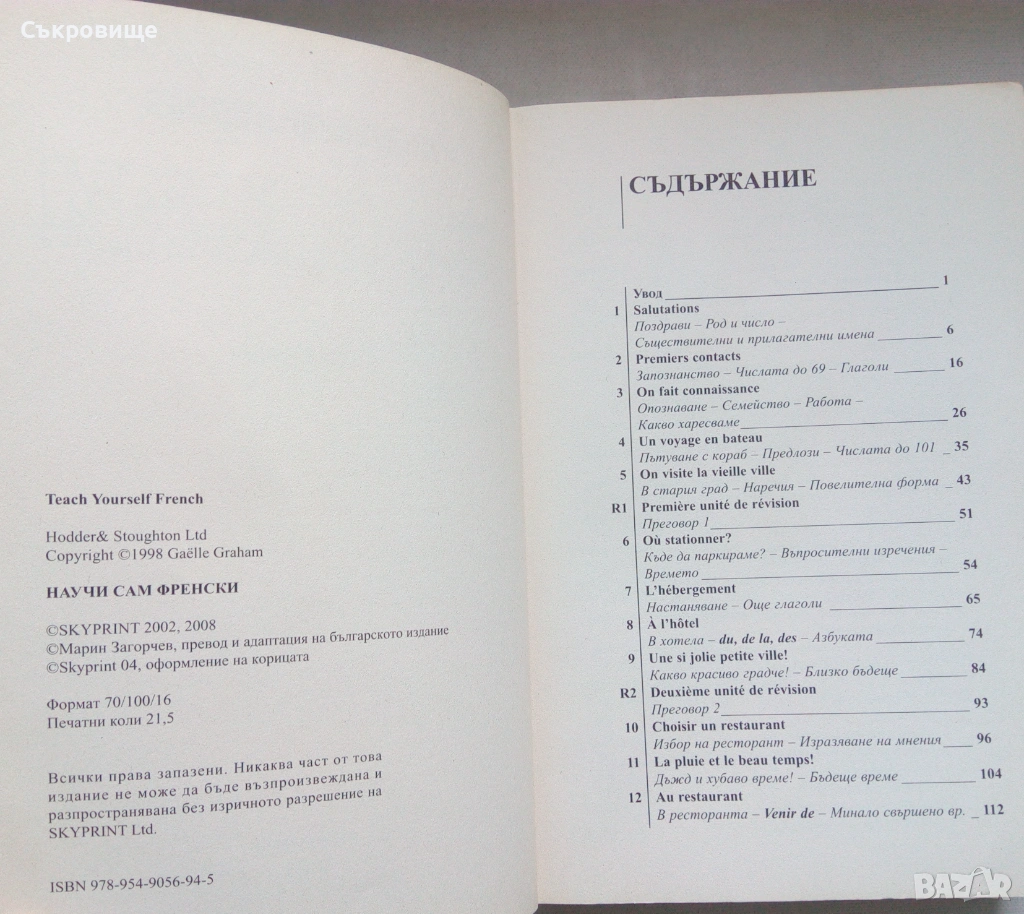 Съкровище
Teach Yourself French
Hodder& Stoughton Ltd
Copyright ©1998 Gaëlle Graham
НАУЧИ САМ ФРЕНСКИ
©SKYPRINT 2002, 2008
©Марин Загорчев, превод и адаптация на българското издание
©Skyprint 04, оформление на корицата
Формат 70/100/16
Печатни коли 21,5
Всички права запазени. Никаква част от това
издание не може да бъде възпроизвеждана и
разпространявана без изричното разрешение на
SKYPRINT Ltd.
ISBN 978-954-9056-94-5
СЪДЪРЖАНИЕ
Увод 1
1 Salutations
Поздрави – Род и число –
Съществителни и прилагателни имена 6
2 Premiers contacts
Запознанство – Числата до 69 – Глаголи 16
3 On fait connaissance
Опознаване – Семейство – Работа –
Какво харесваме 26
4 Un voyage en bateau
Пътуване с кораб – Предлози – Числата до 101 35
5 On visite la vieille ville
В стария град – Наречия – Повелителна форма 43
R1 Première unité de révision
Преговор 1 51
6 Où stationner?
Къде да паркираме? – Въпросителни изречения –
Времето 54
7 L'hébergement
Настаняване – Още глаголи 65
8 À l'hôtel
В хотела – du, de la, des – Азбуката 74
9 Une si jolie petite ville!
Какво красиво градче! – Близко бъдеще 84
R2 Deuxième unité de révision
Преговор 2 93
10 Choisir un restaurant
Избор на ресторант – Изразяване на мнения 96
11 La pluie et le beau temps!
Дъжд и хубаво време! – Бъдеще време 104
12 Au restaurant
В ресторанта – Venir de – Минало свършено вр. 112
BAZAR